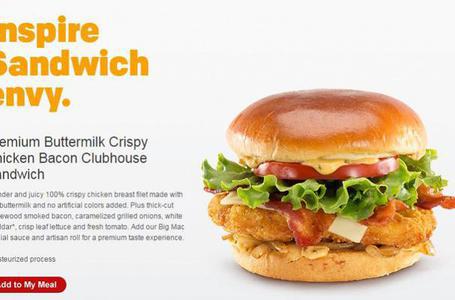 nspire
Sandwich
envy.
emium Buttermilk Crispy
hicken Bacon Clubhouse
andwich
nder and juicy 100% crispy chicken breast filet made with
buttermilk and no artificial colors added. Plus thick-cut
lewood smoked bacon, caramelized grilled onions, white
ddar*, crisp leaf lettuce and fresh tomato. Add our Big Mac
cial sauce and artisan roll for a premium taste experience.
steurized process
Add to My Meal